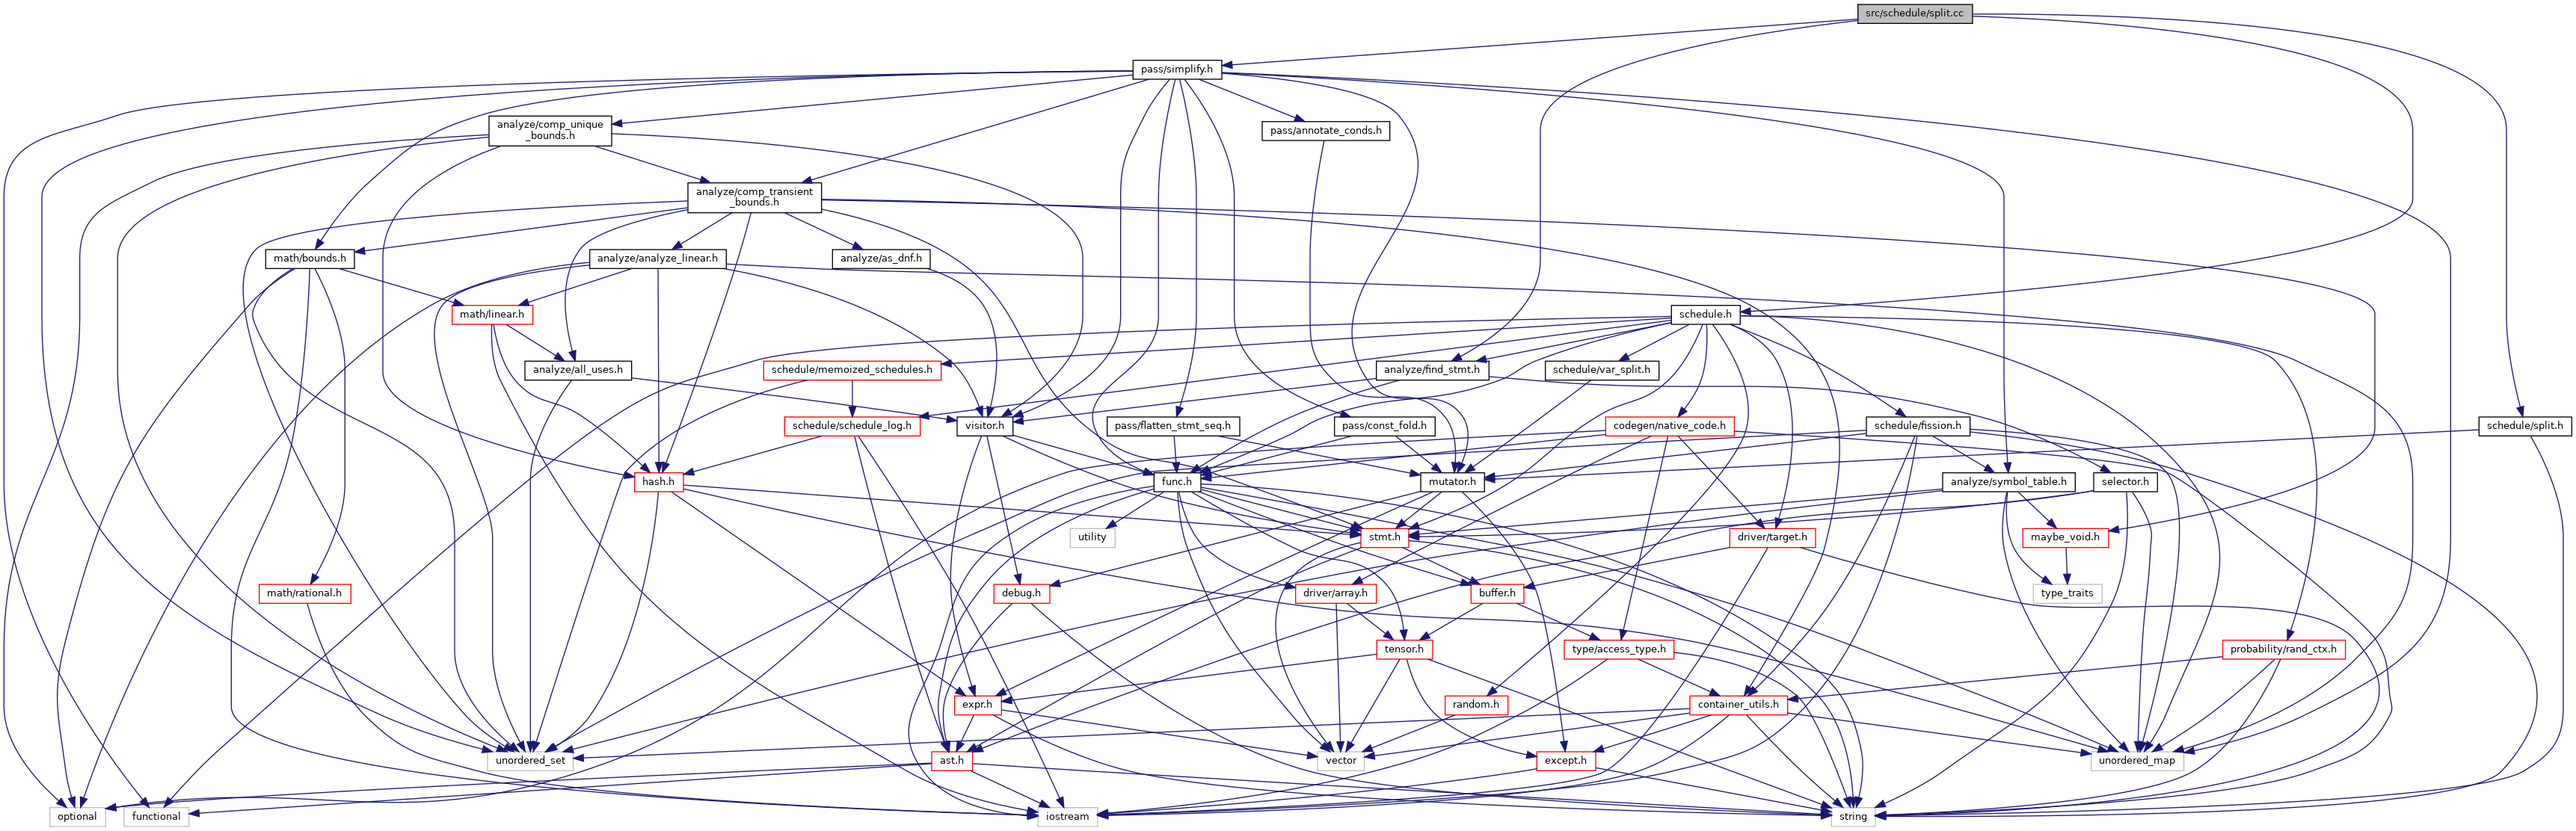 src/schedule/split.cc
pass/simplify.h
analyze/comp_unique
_bounds.h
pass/annotate_conds.h
analyze/comp_transient
_bounds.h
math/bounds.h
analyze/analyze_linear.h
analyze/as_dnf.h
math/linear.h
schedule.h
analyze/all_uses.h
schedule/memoized_schedules.h
analyze/find_stmt.h
schedule/var_split.h
schedule/schedule_log.h
visitor.h
pass/flatten_stmt_seq.h
pass/const_fold.h
codegen/native_code.h
schedule/fission.h
schedule/split.h
hash.h
func.h
mutator.h
analyze/symbol_table.h
selector.h
utility
stmt.h
driver/target.h
maybe_void.h
math/rational.h
debug.h
driver/array.h
buffer.h
type_traits
tensor.h
type/access_type.h
probability/rand_ctx.h
expr.h
random.h
container_utils.h
unordered_set
ast.h
vector
except.h
unordered_map
optional
functional
iostream
string